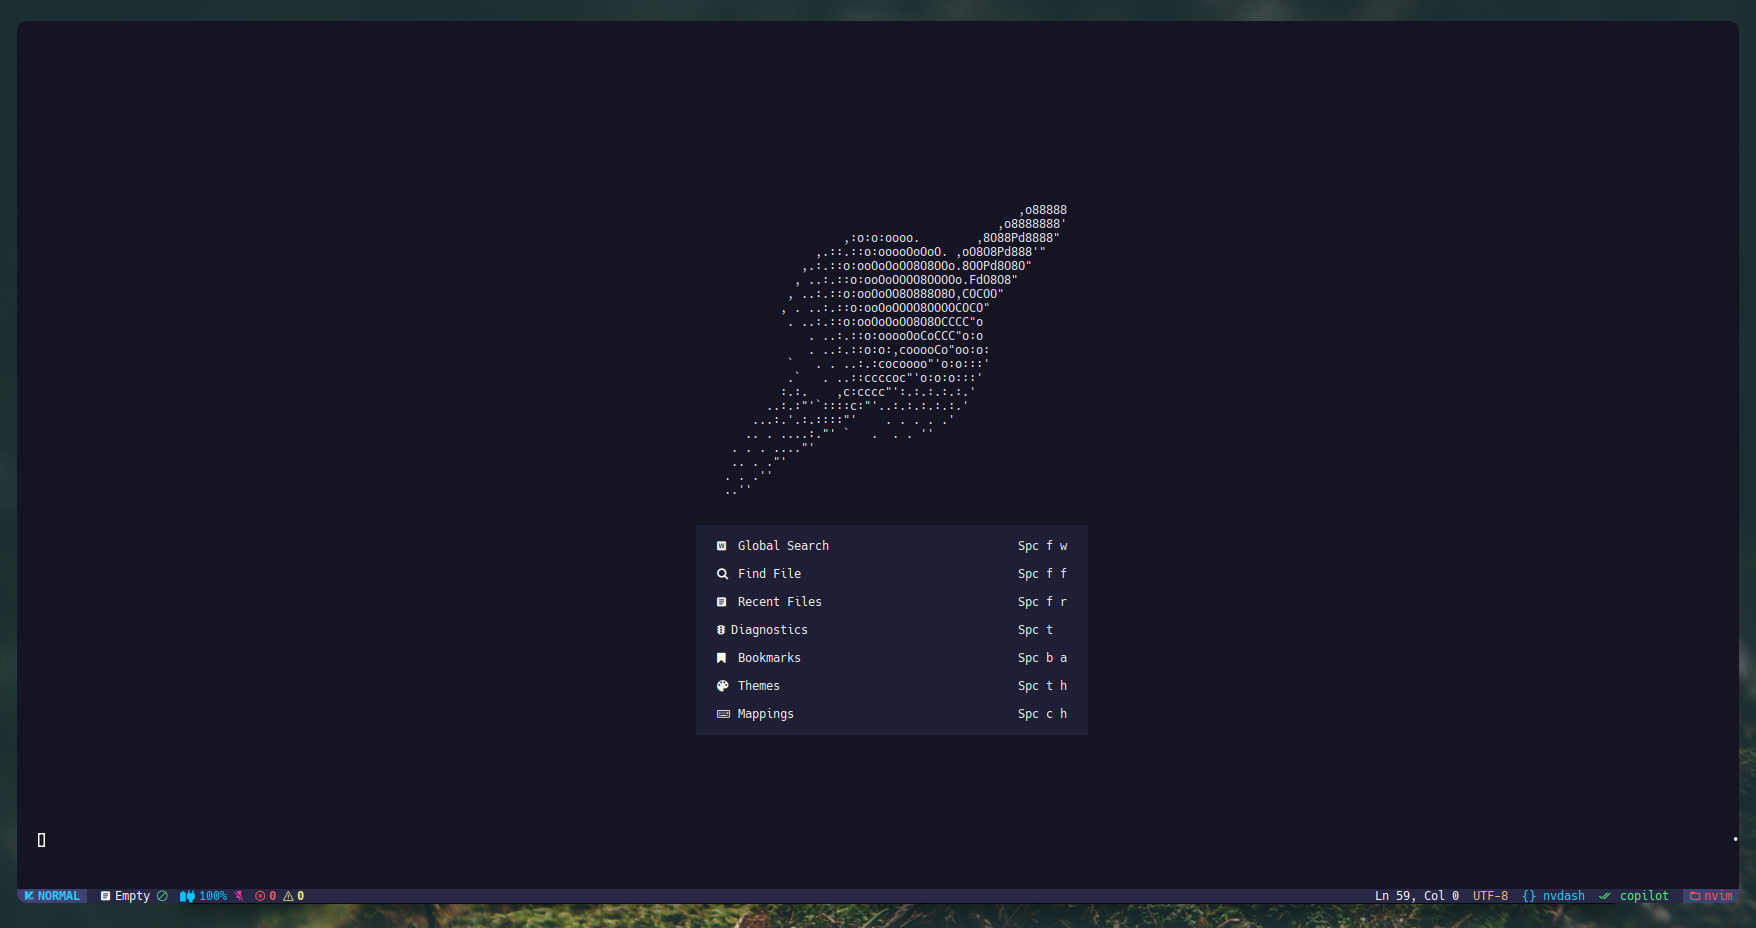 ,o88888
,o8888888'
,:o:o:oooo.        ,8O88Pd8888"
,.::.::o:ooooOoOoO. ,oO8O8Pd888'"
,.:.::o:ooOoOoOO8O8OOo.8OOPd8O8O"
, ..:.::o:ooOoOOOO8OOOOo.FdO8O8"
, ..:.::o:ooOoOO8O888O8O,COCOO"
, . ..:.::o:ooOoOOOO8OOOOCOCO"
. ..:.::o:ooOoOoOO8O8OCCCC"o
. ..:.::o:ooooOoCoCCC"o:o
. ..:.::o:o:,cooooCo"oo:o:
`   . . ..:.:cocoooo"'o:o:::'
.`   . ..::ccccoc"'o:o:o:::'
:.:.    ,c:cccc"':.:.:.:.:.'
..:.:"'`::::c:"'..:.:.:.:.:.'
...:.'.:.::::"'    . . . . .'
.. . ....:."' `   .  . . ''
. . . ...."'
.. . ."'
. . .''
..''
Global Search Spc f w
Find File Spc f f
Recent Files Spc f r
Diagnostics Spc t
Bookmarks Spc b a
Themes Spc t h
Mappings Spc c h
NORMAL Empty 100% 0 0 Ln 59, Col 0 UTF-8 {} nvdash copilot nvim